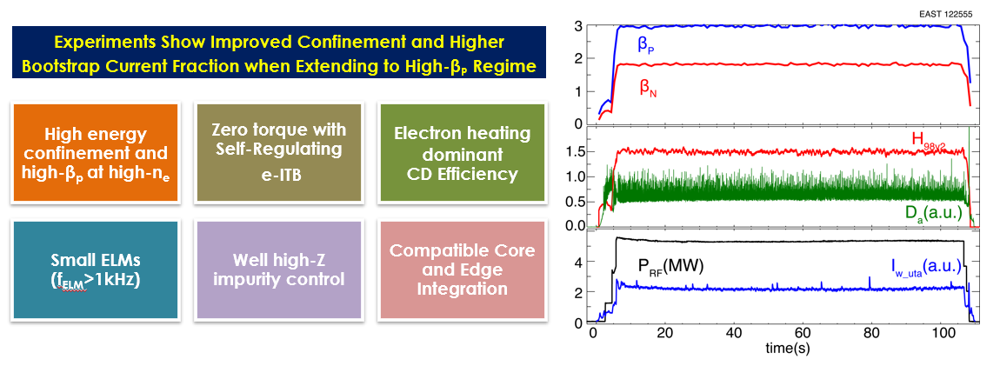 Experiments Show Improved Confinement and Higher
Bootstrap Current Fraction when Extending to High-βP Regime
High energy
confinement and
high-βp at high-ne
Zero torque with
Self-Regulating
e-ITB
Electron heating
dominant
CD Efficiency
Small ELMs
(fELM>1kHz)
Well high-Z
impurity control
Compatible Core
and Edge
Integration
EAST 122555
3
2
1
0
βP
βN
1.5
1.0
0.5
0.0
H98y2
Da(a.u.)
6
4
2
0
PRF(MW)
Iw_uta(a.u.)
0 20 40 60 80 100
time(s)